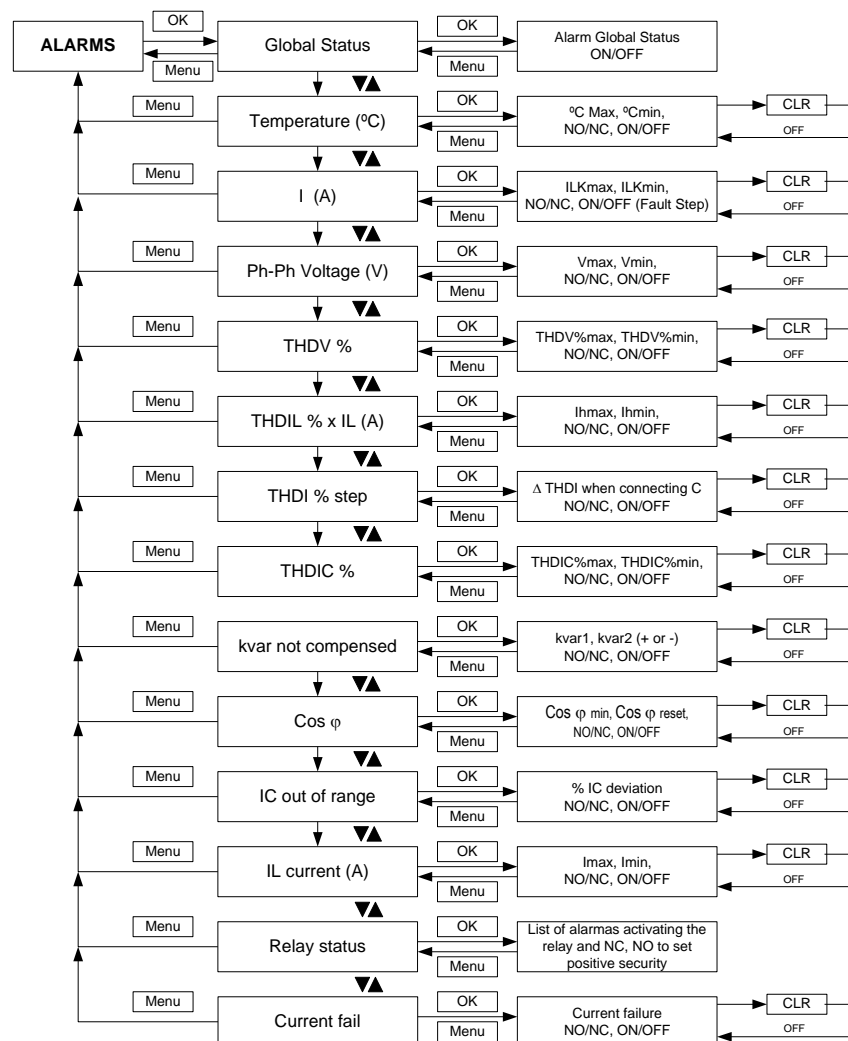 OK
ALARMS
Menu
Global Status
OK
Menu
Alarm Global Status
ON/OFF
Menu
Temperature (ºC)
OK
Menu
ºC Max, ºCmin,
NO/NC, ON/OFF
CLR
OFF
Menu
I (A)
OK
Menu
ILKmax, ILKmin,
NO/NC, ON/OFF (Fault Step)
CLR
OFF
Menu
Ph-Ph Voltage (V)
OK
Menu
Vmax, Vmin,
NO/NC, ON/OFF
CLR
OFF
Menu
THDV %
OK
Menu
THDV%max, THDV%min,
NO/NC, ON/OFF
CLR
OFF
Menu
THDIL % x IL (A)
OK
Menu
Ihmax, Ihmin,
NO/NC, ON/OFF
CLR
OFF
Menu
THDI % step
OK
Menu
Δ THDI when connecting C
NO/NC, ON/OFF
CLR
OFF
Menu
THDIC %
OK
Menu
THDIC%max, THDIC%min,
NO/NC, ON/OFF
CLR
OFF
Menu
kvar not compensed
OK
Menu
kvar1, kvar2 (+ or -)
NO/NC, ON/OFF
CLR
OFF
Menu
Cos φ
OK
Menu
Cos φ min, Cos φ reset,
NO/NC, ON/OFF
CLR
OFF
Menu
IC out of range
OK
Menu
% IC deviation
NO/NC, ON/OFF
CLR
OFF
Menu
IL current (A)
OK
Menu
Imax, Imin,
NO/NC, ON/OFF
CLR
OFF
Menu
Relay status
OK
Menu
List of alarmas activating the
relay and NC, NO to set
positive security
Menu
Current fail
OK
Menu
Current failure
NO/NC, ON/OFF
CLR
OFF